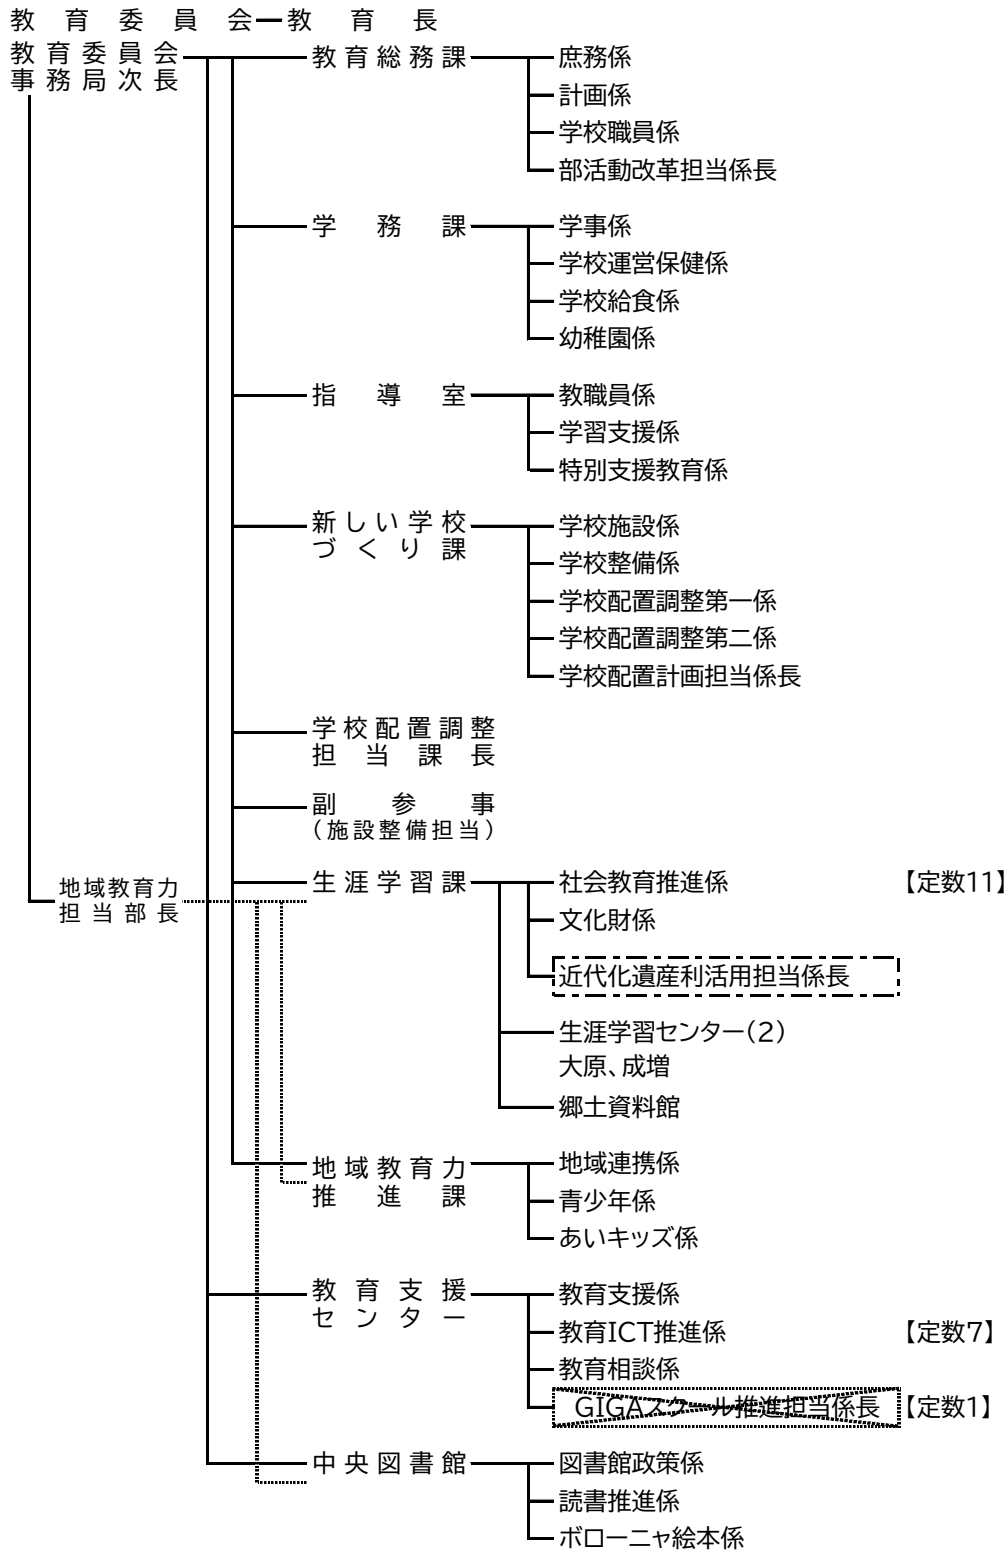 教育委員会 教育長
教育委員会
事務局次長
教育総務課
庶務係
計画係
学校職員係
部活動改革担当係長
学務課
学事係
学校運営保健係
学校給食係
幼稚園係
指導室
教職員係
学習支援係
特別支援教育係
新しい学校
づくり課
学校施設係
学校整備係
学校配置調整第一係
学校配置調整第二係
学校配置計画担当係長
学校配置調整
担当課長
副参事
（施設整備担当）
地域教育力
担当部長
生涯学習課
社会教育推進係 【定数11】
文化財係
近代化遺産利活用担当係長
生涯学習センター（2）
大原、成増
郷土資料館
地域教育力
推進課
地域連携係
青少年係
あいキッズ係
教育支援
センター
教育支援係
教育ICT推進係 【定数7】
教育相談係
GIGAスクール推進担当係長 【定数1】
中央図書館
図書館政策係
読書推進係
ボローニャ絵本係